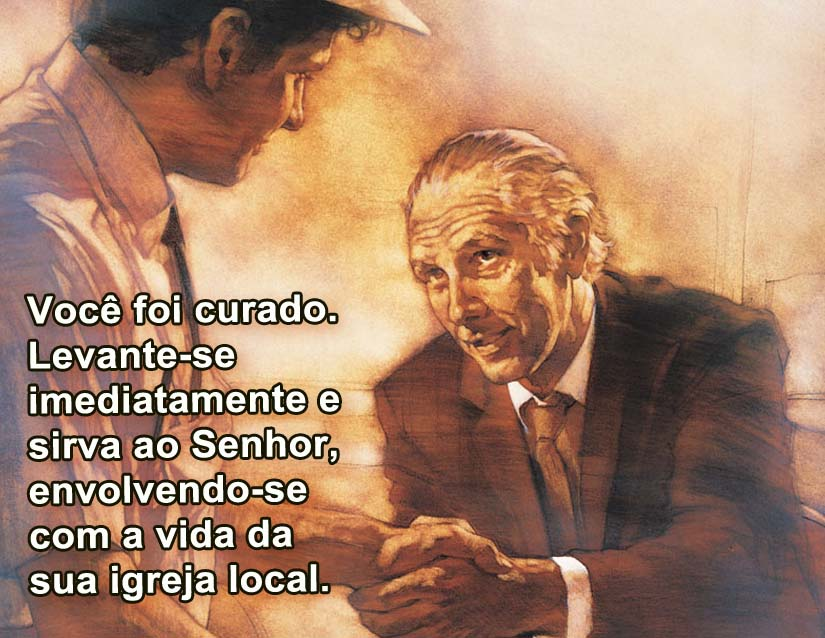 Você foi curado.
Levante-se
imediatamente e
sirva ao Senhor,
envolvendo-se
com a vida da
sua igreja local.